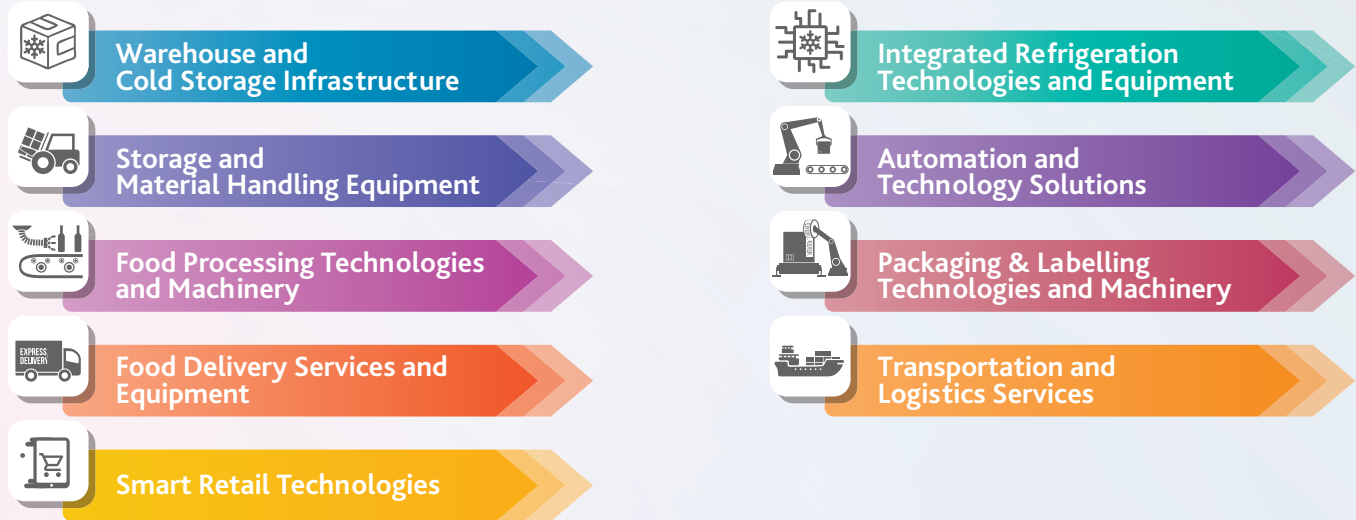 Warehouse and
Cold Storage Infrastructure
Integrated Refrigeration
Technologies and Equipment
Storage and
Material Handling Equipment
Automation and
Technology Solutions
Food Processing Technologies
and Machinery
Packaging & Labelling
Technologies and Machinery
EXPRESS
DELIVERY
Food Delivery Services and
Equipment
Transportation and
Logistics Services
Smart Retail Technologies